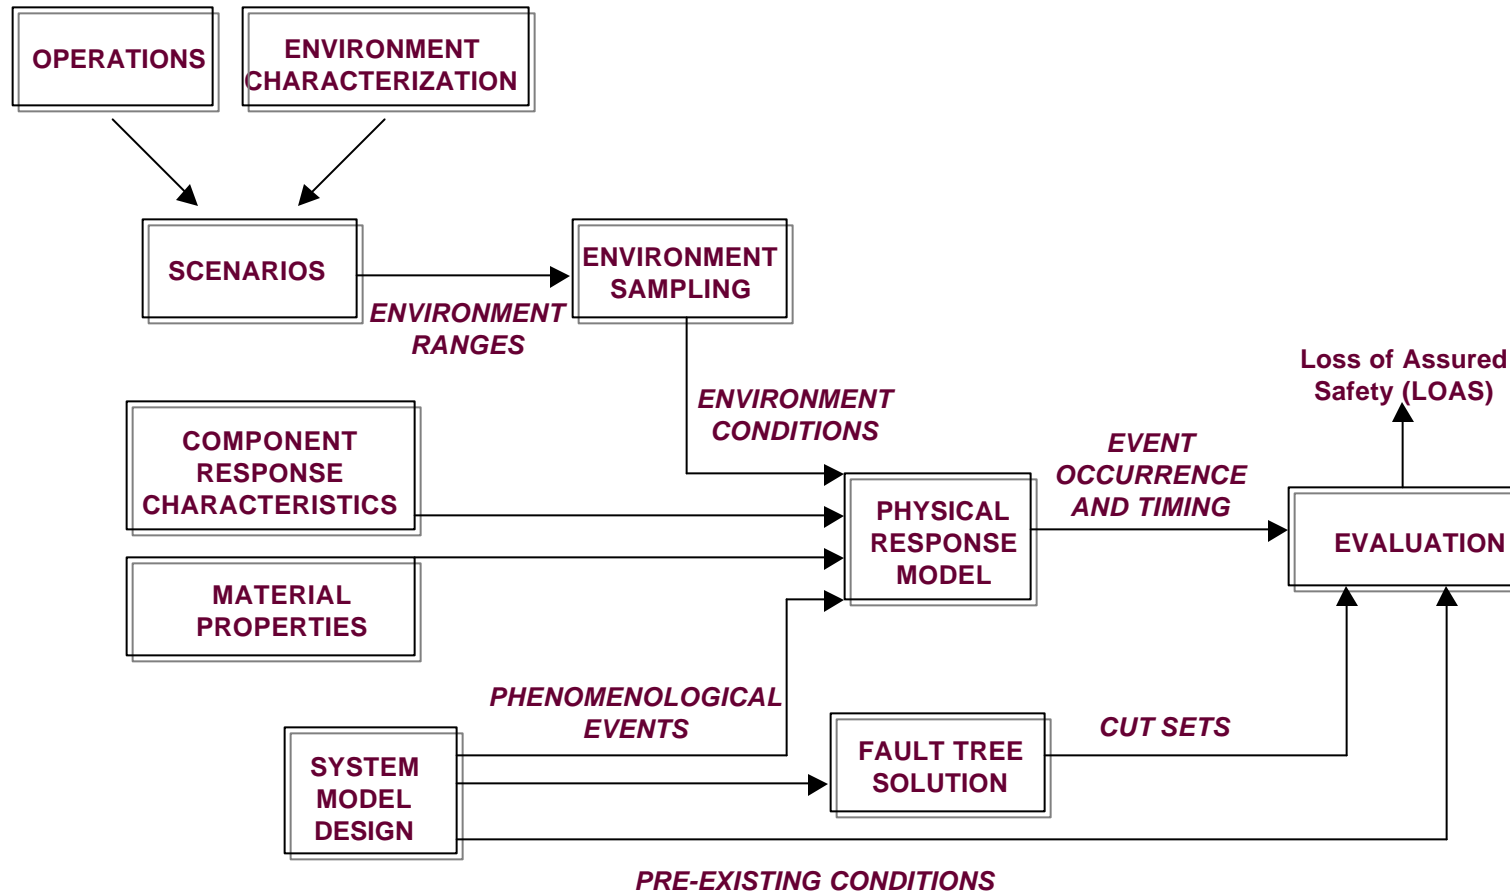 OPERATIONS
ENVIRONMENT
CHARACTERIZATION
SCENARIOS
ENVIRONMENT
SAMPLING
ENVIRONMENT
RANGES
Loss of Assured
Safety (LOAS)
ENVIRONMENT
CONDITIONS
COMPONENT
RESPONSE
CHARACTERISTICS
EVENT
OCCURRENCE
AND TIMING
PHYSICAL
RESPONSE
MODEL
EVALUATION
MATERIAL
PROPERTIES
PHENOMENOLOGICAL
EVENTS
CUT SETS
SYSTEM
MODEL
DESIGN
FAULT TREE
SOLUTION
PRE-EXISTING CONDITIONS